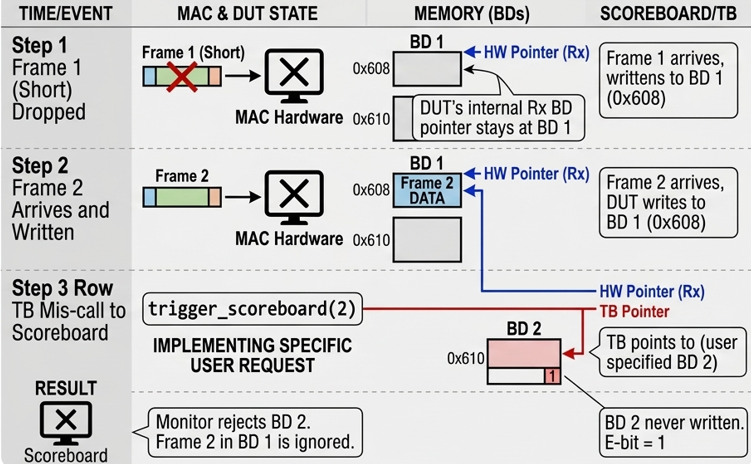 TIME/EVENT
MAC & DUT STATE
MEMORY (BDs)
SCOREBOARD/TB
Step 1
Frame 1
(Short)
Dropped
Frame 1 (Short)
MAC Hardware
BD 1
HW Pointer (Rx)
0x608
0x610
DUT's internal Rx BD
pointer stays at BD 1
Frame 1 arrives,
writtens to BD 1
(0x608)
Step 2
Frame 2
Arrives and
Written
Frame 2
MAC Hardware
BD 1
HW Pointer (Rx)
0x608
Frame 2
DATA
0x610
Frame 2 arrives,
DUT writes to
BD 1 (0x608)
Step 3 Row
TB Mis-call to
Scoreboard
trigger_scoreboard(2)
IMPLEMENTING SPECIFIC
USER REQUEST
HW Pointer (Rx)
TB Pointer
BD 2
0x610
1
TB points to (user
specified BD 2)
RESULT
Scoreboard
Monitor rejects BD 2.
Frame 2 in BD 1 is ignored.
BD 2 never written.
E-bit = 1